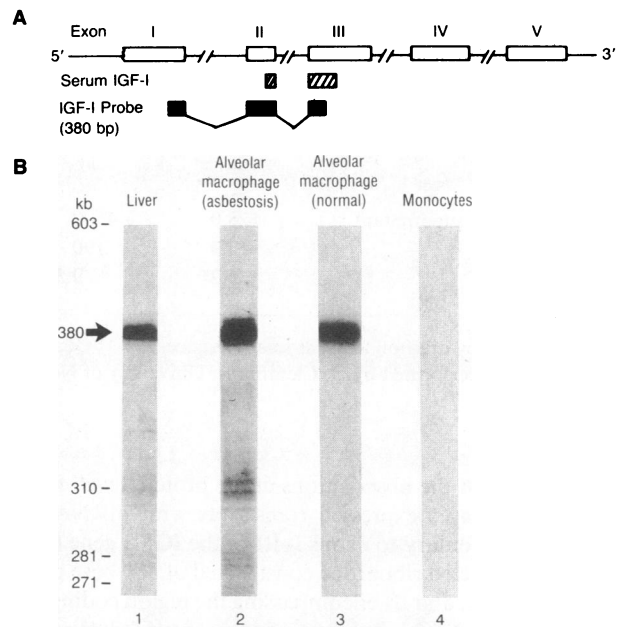 A
Exon I II III IV V
5′ 3′
Serum IGF-I
IGF-I Probe
(380 bp)
B
kb
Liver
Alveolar
macrophage
(asbestosis)
Alveolar
macrophage
(normal)
Monocytes
603
380
310
281
271
1 2 3 4